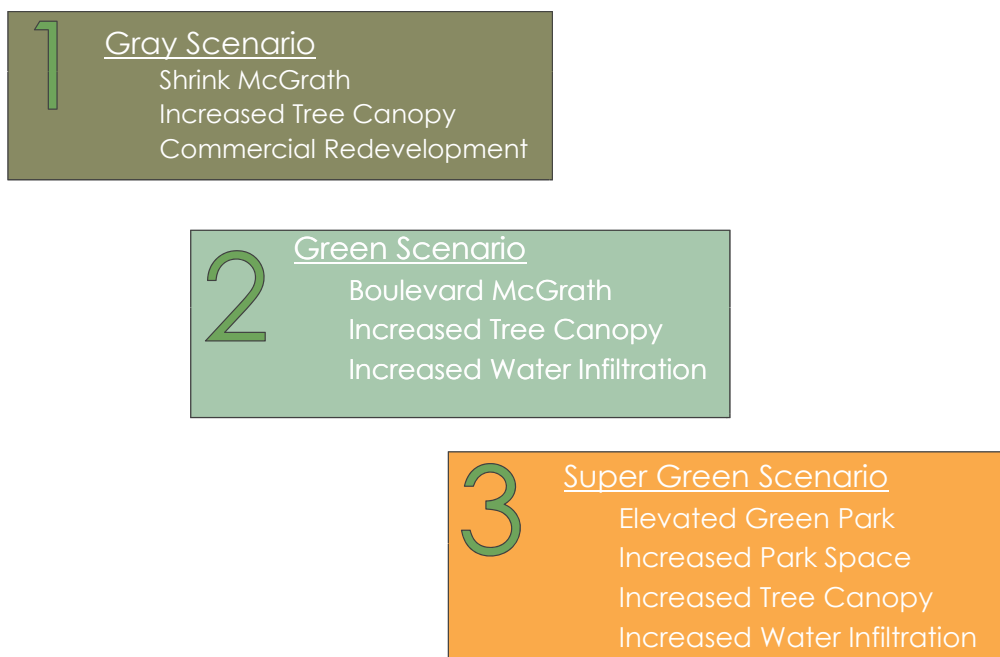 1
Gray Scenario
Shrink McGrath
Increased Tree Canopy
Commercial Redevelopment
2
Green Scenario
Boulevard McGrath
Increased Tree Canopy
Increased Water Infiltration
3
Super Green Scenario
Elevated Green Park
Increased Park Space
Increased Tree Canopy
Increased Water Infiltration